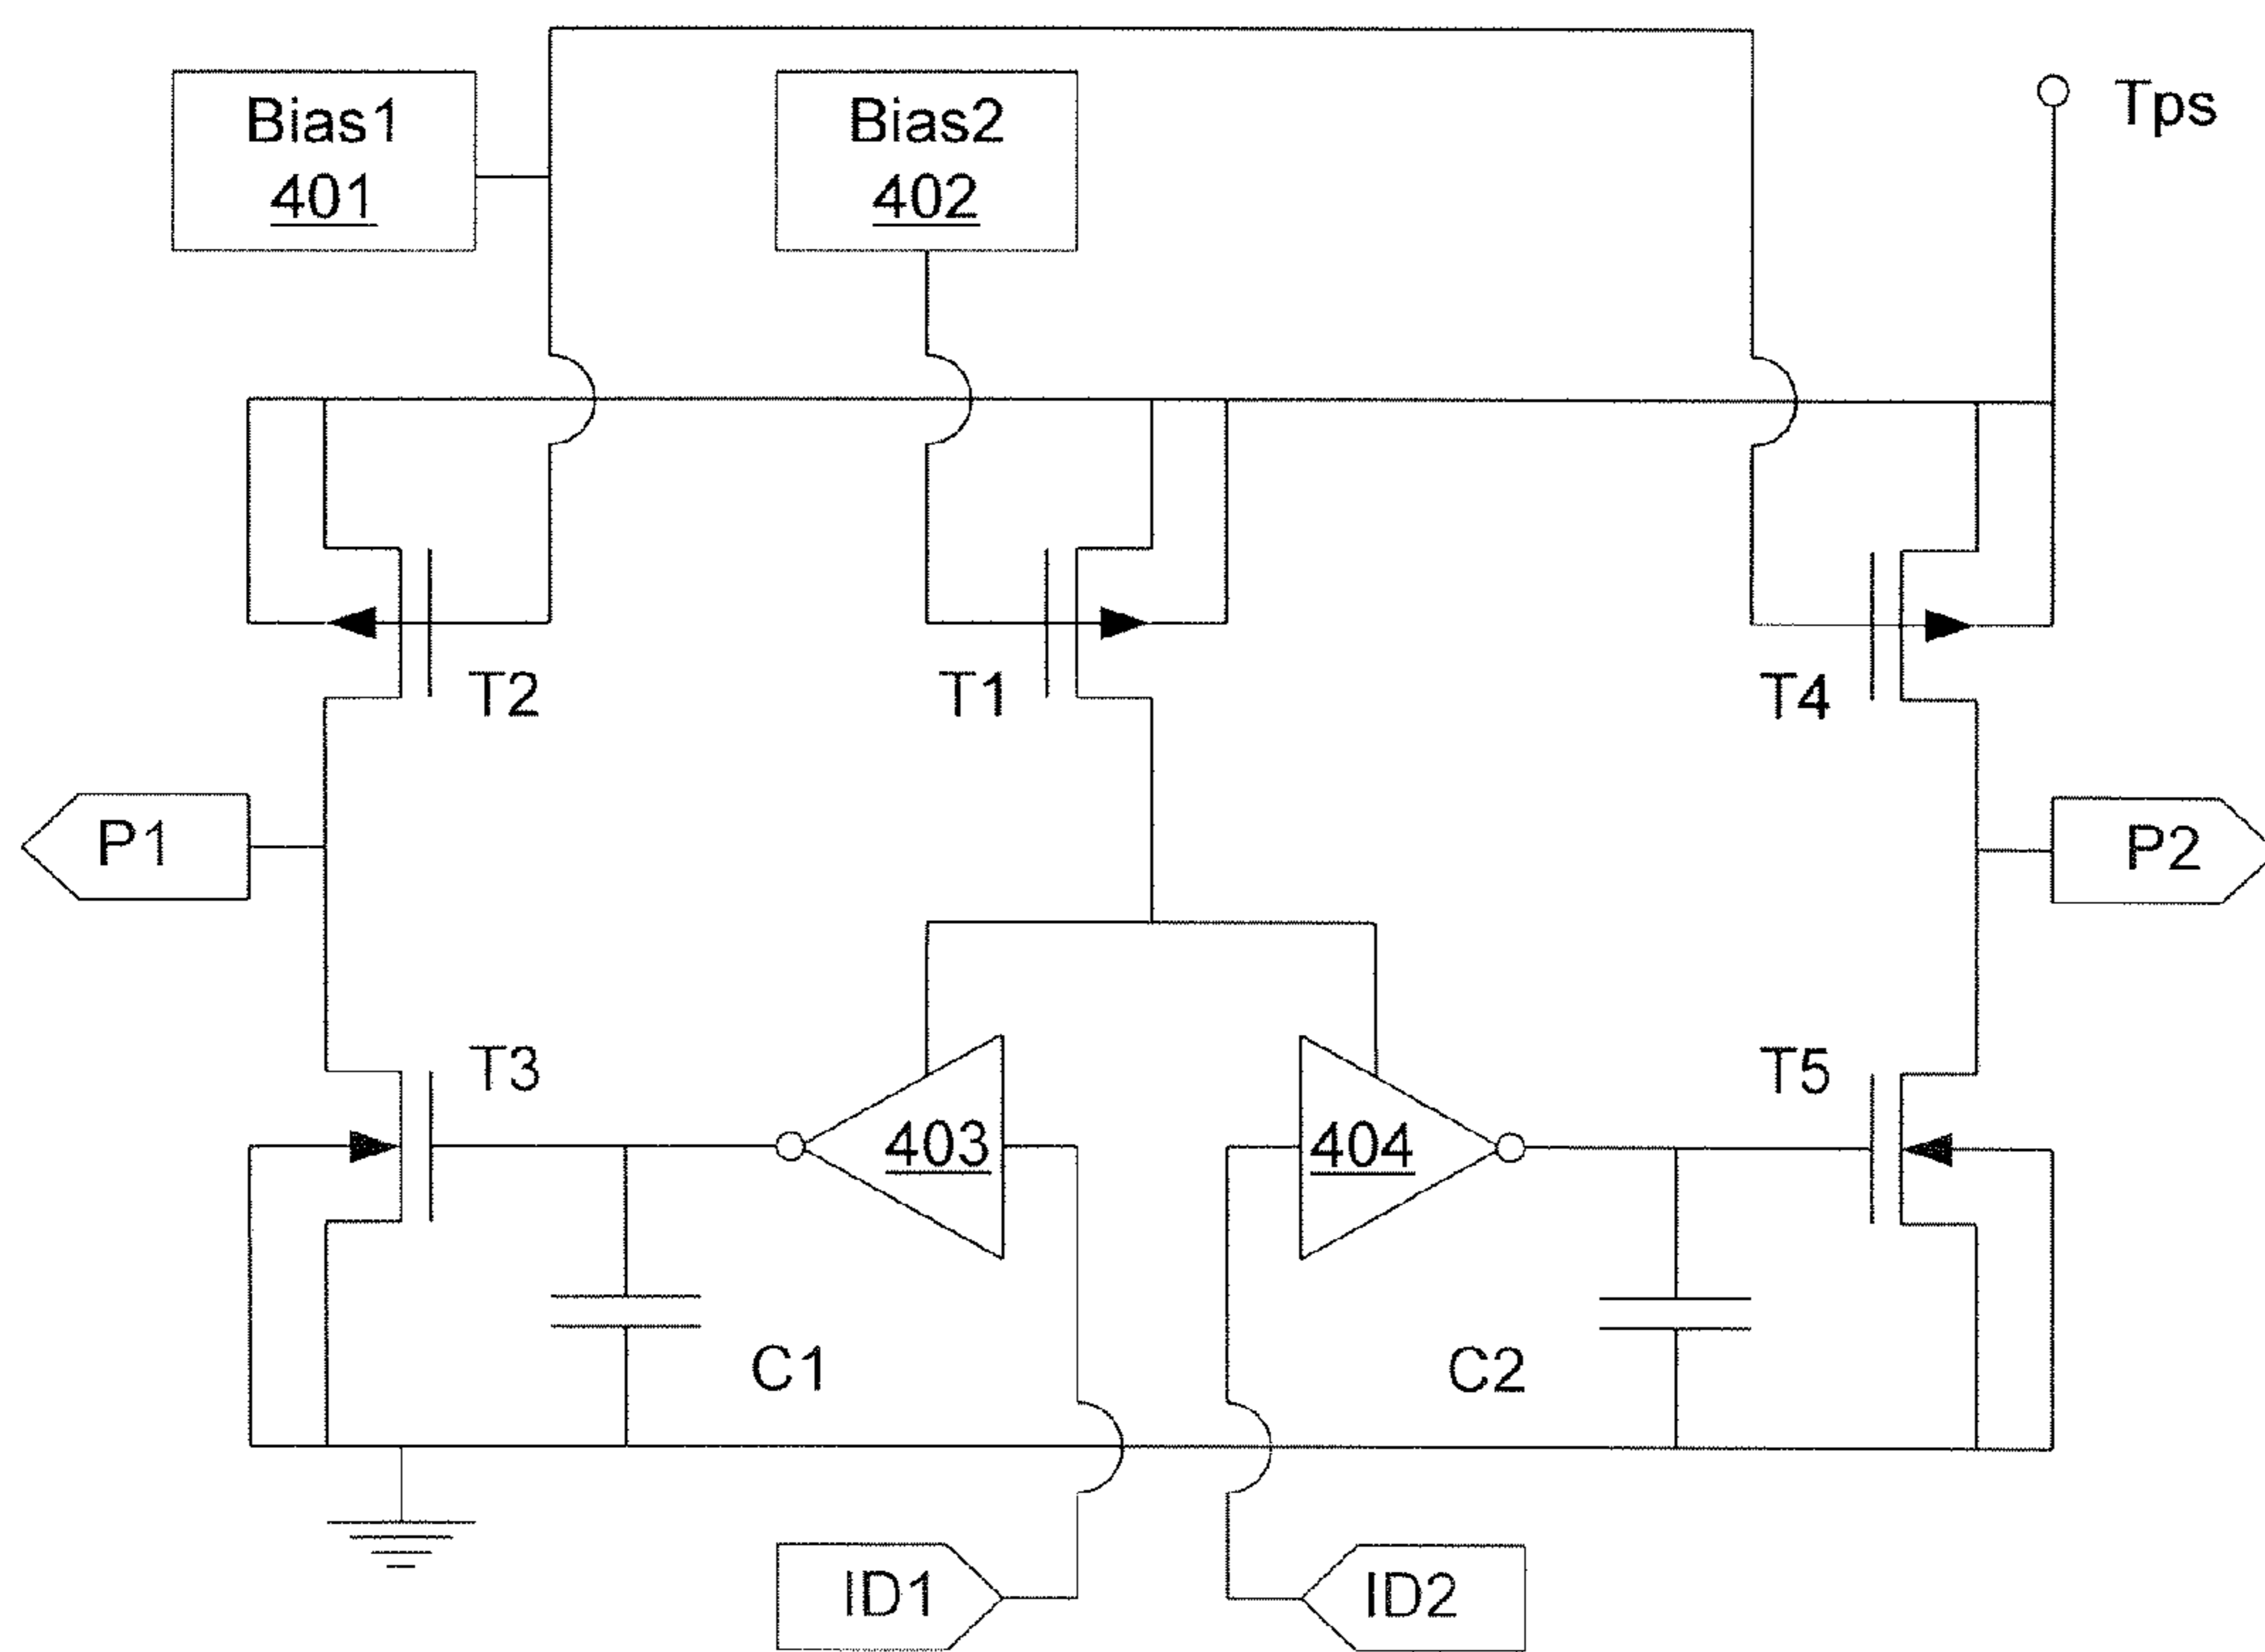 Bias1
401
Bias2
402
Tps
T2
T1
T4
P1
P2
T3
T5
403
404
C1
C2
ID1
ID2